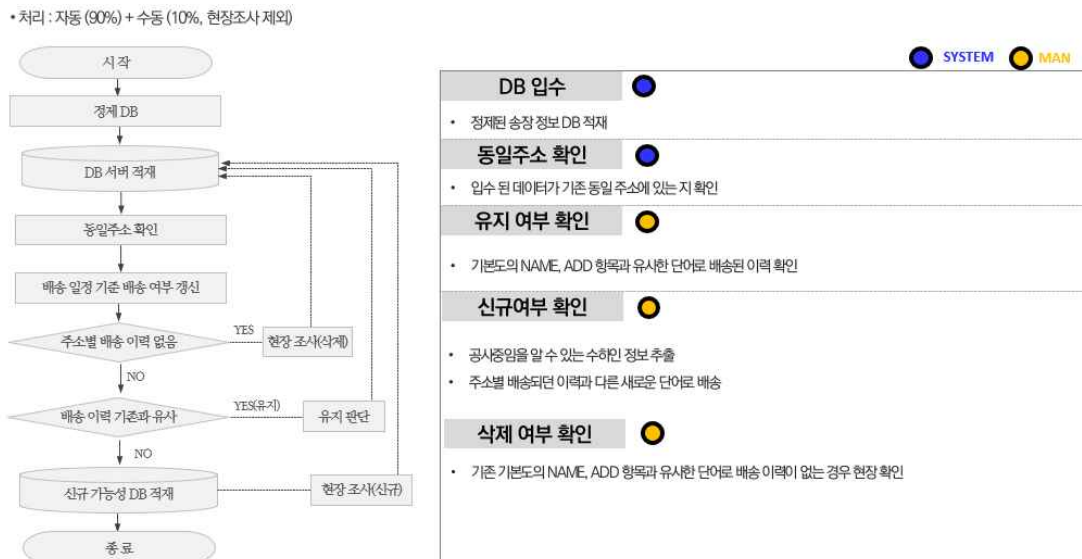 • 처리 : 자동 (90%) + 수동 (10%, 현장조사 제외)
시작
정제 DB
DB 서버 적재
동일주소 확인
배송 일정 기준 배송 여부 갱신
주소별 배송 이력 없음
YES
현장 조사(삭제)
NO
배송 이력 기존과 유사
YES(유지)
유지 판단
NO
신규 가능성 DB 적재
현장 조사(신규)
종료
SYSTEM
MAN
DB 입수
• 정제된 송장 정보 DB 적재
동일주소 확인
• 입수 된 데이터가 기존 동일 주소에 있는 지 확인
유지 여부 확인
• 기본도의 NAME, ADD 항목과 유사한 단어로 배송된 이력 확인
신규여부 확인
• 공사중임을 알 수 있는 수하인 정보 추출
• 주소별 배송되던 이력과 다른 새로운 단어로 배송
삭제 여부 확인
• 기존 기본도의 NAME, ADD 항목과 유사한 단어로 배송 이력이 없는 경우 현장 확인